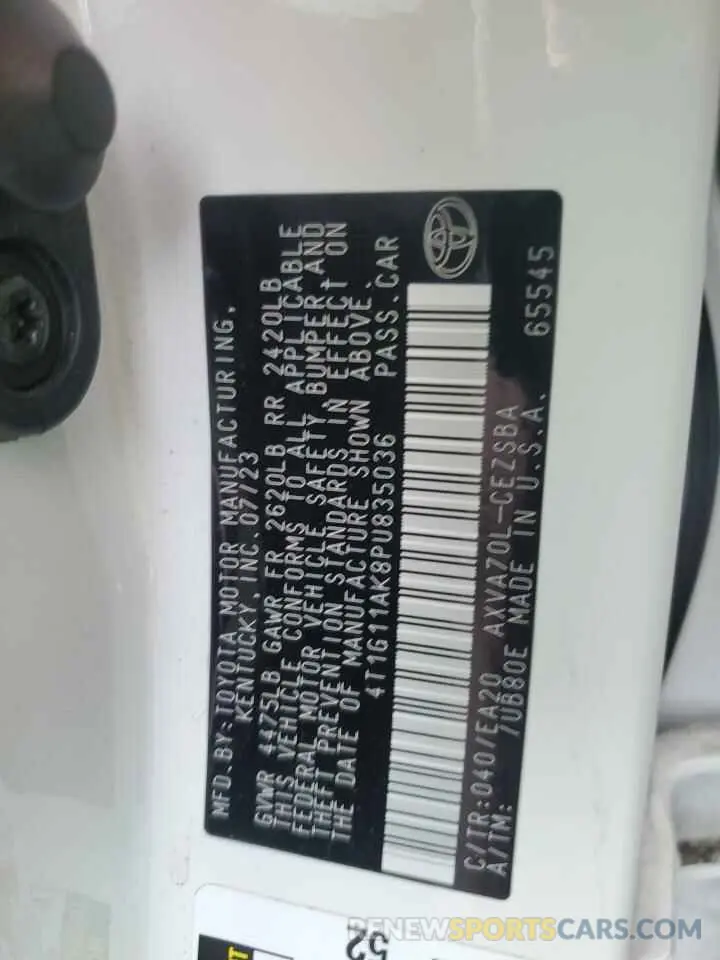 MFD.BY:TOYOTA MOTOR MANUFACTURING,
KENTUCKY, INC.07/23
GVWR 4475LB GAWR FR 2620LB RR 2420LB
THIS VEHICLE CONFORMS TO ALL APPLICABLE
FEDERAL MOTOR VEHICLE SAFETY, BUMPER,AND
THEFT PREVENTION STANDARDS IN EFFECT ON
THE DATE OF MANUFACTURE SHOWN ABOVE.
4T1G11AK8PU835036 PASS.CAR
C/TR:040/EA20 AXVA70L-CEZSBA 65545
A/TM: /UB80E MADE IN U.S.A.
52
RENEWSPORTSCARS.COM